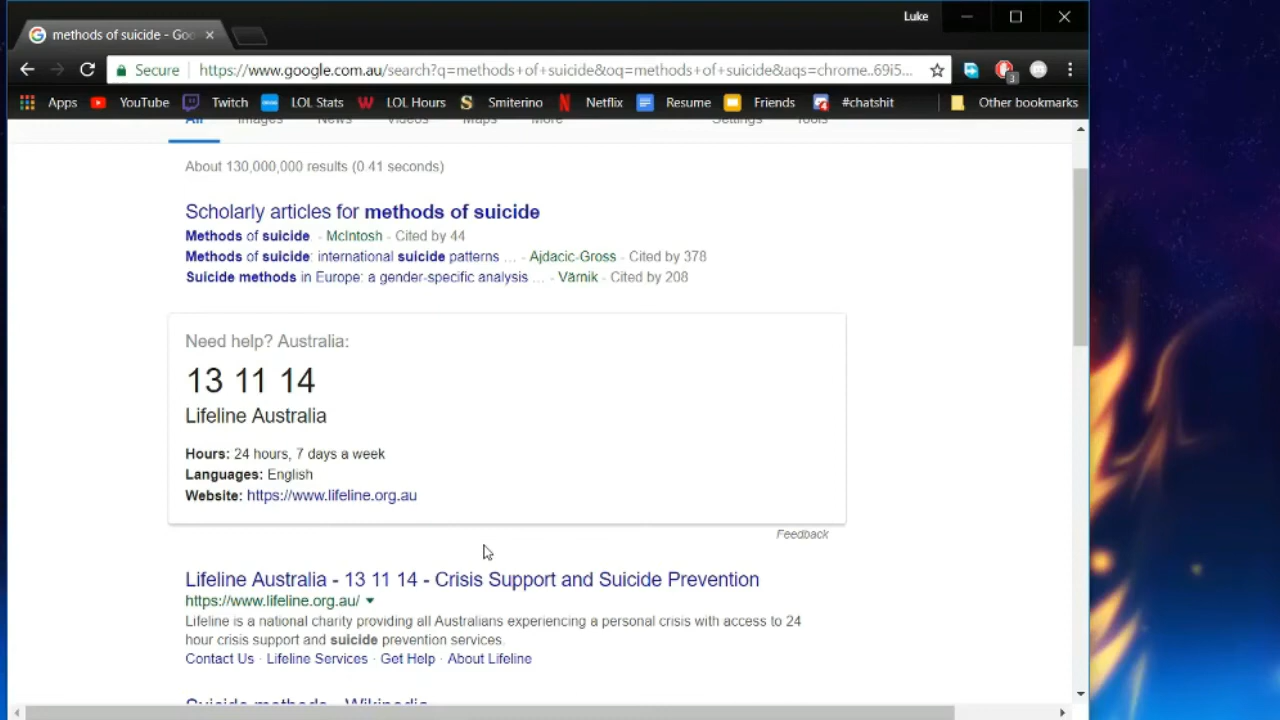 Luke
methods of suicide - Goo
Secure https://www.google.com.au/search?q=methods+of+suicide&oq=methods+of+suicide&aqs=chrome..69i5...
3
Apps YouTube Twitch LOL Stats LOL Hours Smiterino Netflix Resume Friends #chatshit Other bookmarks
All Images News Videos Maps More Settings Tools
About 130,000,000 results (0.41 seconds)
Scholarly articles for methods of suicide
Methods of suicide. - McIntosh - Cited by 44
Methods of suicide: international suicide patterns ... - Ajdacic-Gross - Cited by 378
Suicide methods in Europe: a gender-specific analysis ... - Värnik - Cited by 208
Need help? Australia:
13 11 14
Lifeline Australia
Hours: 24 hours, 7 days a week
Languages: English
Website: https://www.lifeline.org.au
Feedback
Lifeline Australia - 13 11 14 - Crisis Support and Suicide Prevention
https://www.lifeline.org.au/
Lifeline is a national charity providing all Australians experiencing a personal crisis with access to 24
hour crisis support and suicide prevention services.
Contact Us · Lifeline Services · Get Help · About Lifeline
Suicide methods - Wikipedia